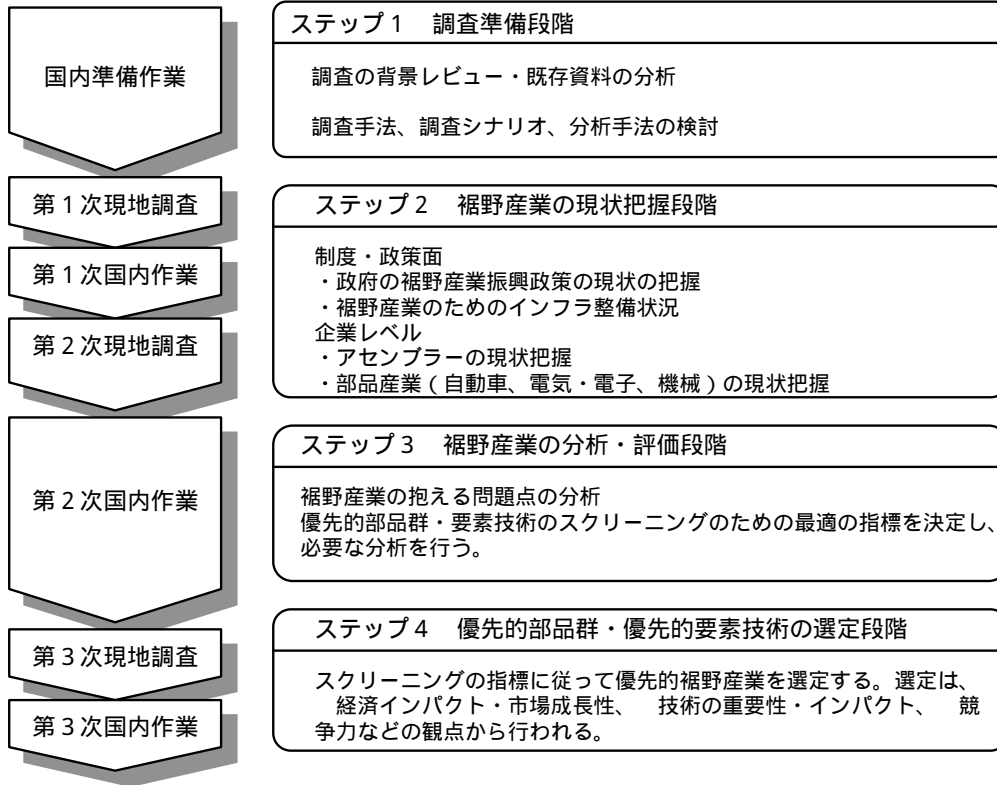 国内準備作業
ステップ１　調査準備段階
調査の背景レビュー・既存資料の分析
調査手法、調査シナリオ、分析手法の検討
第１次現地調査
第１次国内作業
第２次現地調査
ステップ２　裾野産業の現状把握段階
制度・政策面
・政府の裾野産業振興政策の現状の把握
・裾野産業のためのインフラ整備状況
企業レベル
・アセンブラーの現状把握
・部品産業（自動車、電気・電子、機械）の現状把握
第２次国内作業
ステップ３　裾野産業の分析・評価段階
裾野産業の抱える問題点の分析
優先的部品群・要素技術のスクリーニングのための最適の指標を決定し、
必要な分析を行う。
第３次現地調査
第３次国内作業
ステップ４　優先的部品群・優先的要素技術の選定段階
スクリーニングの指標に従って優先的裾野産業を選定する。選定は、
　経済インパクト・市場成長性、　技術の重要性・インパクト、　競
争力などの観点から行われる。